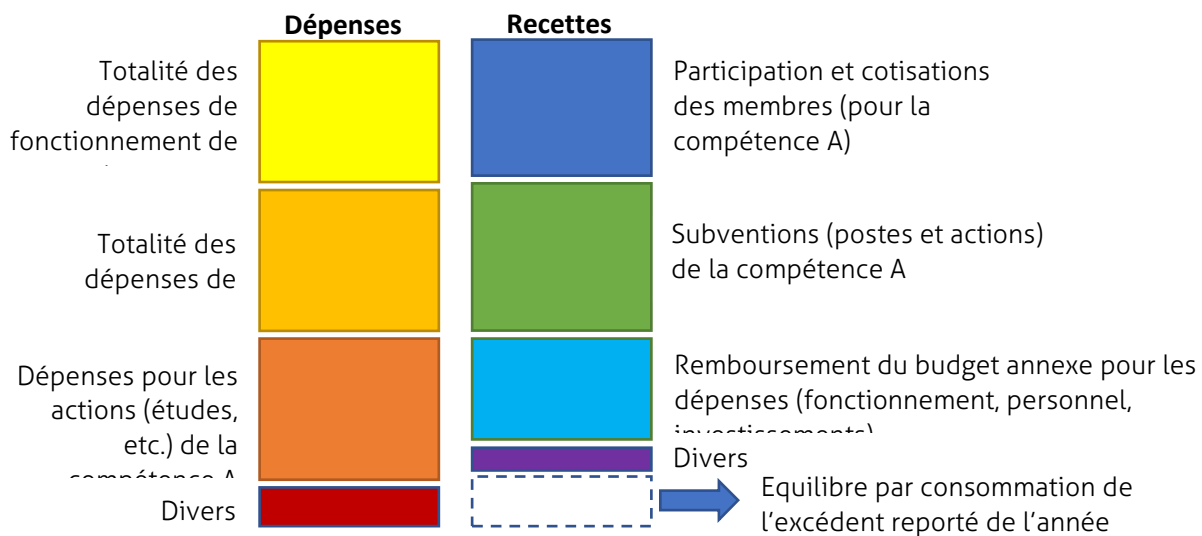 Dépenses
Recettes
Totalité des
dépenses de
fonctionnement de
Participation et cotisations
des membres (pour la
compétence A)
Totalité des
dépenses de
Subventions (postes et actions)
de la compétence A
Dépenses pour les
actions (études,
etc.) de la
compétence A
Remboursement du budget annexe pour les
dépenses (fonctionnement, personnel,
investissements)
Divers
Divers
Equilibre par consommation de
l’excédent reporté de l’année